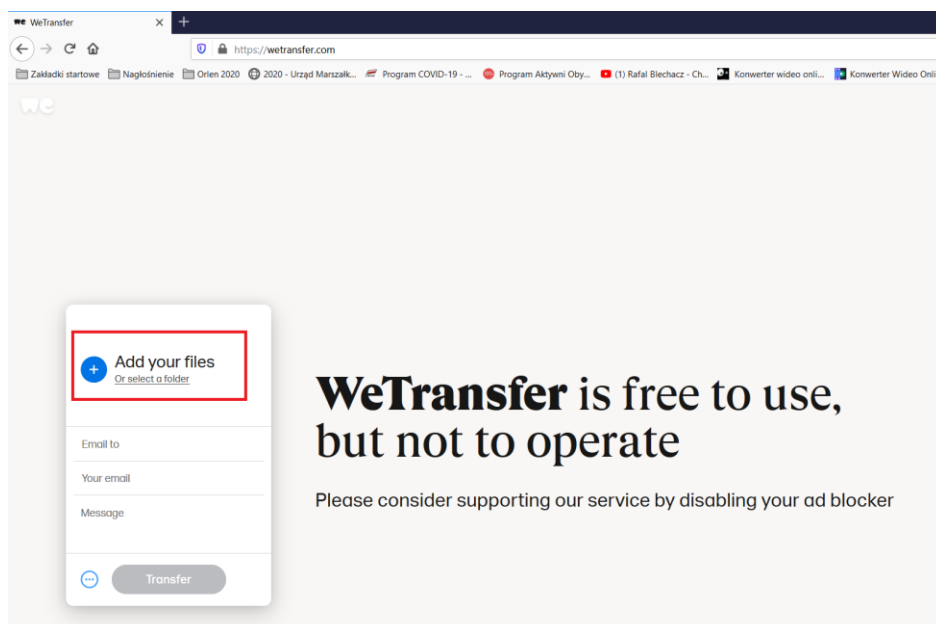 we WeTransfer
https://wetransfer.com
Zakładki startowe Nagłośnienie Orlen 2020 2020 - Urząd Marszałk... Program COVID-19 - ... Program Aktywni Oby... (1) Rafal Blechacz - Ch... Konwerter wideo onli... Konwerter Wideo Onli
we
Add your files
Or select a folder
WeTransfer is free to use,
but not to operate
Email to
Your email
Please consider supporting our service by disabling your ad blocker
Message
Transfer